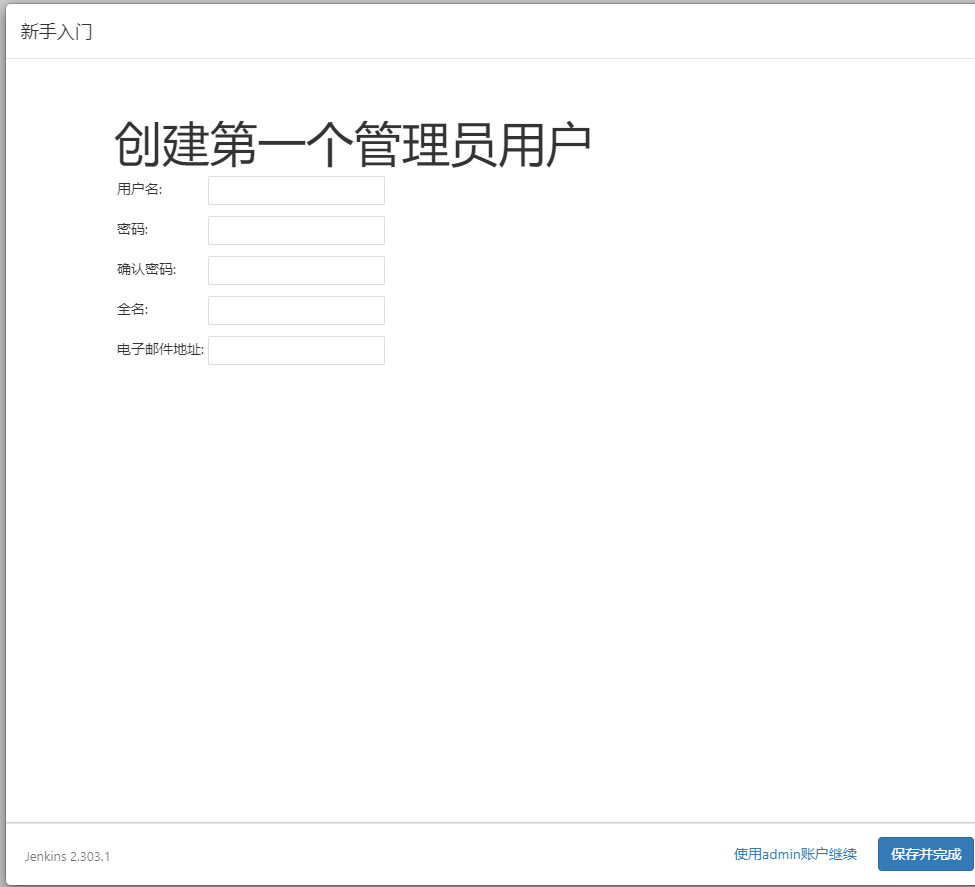 新手入门
创建第一个管理员用户
用户名:
密码:
确认密码:
全名:
电子邮件地址:
Jenkins 2.303.1
使用admin账户继续
保存并完成